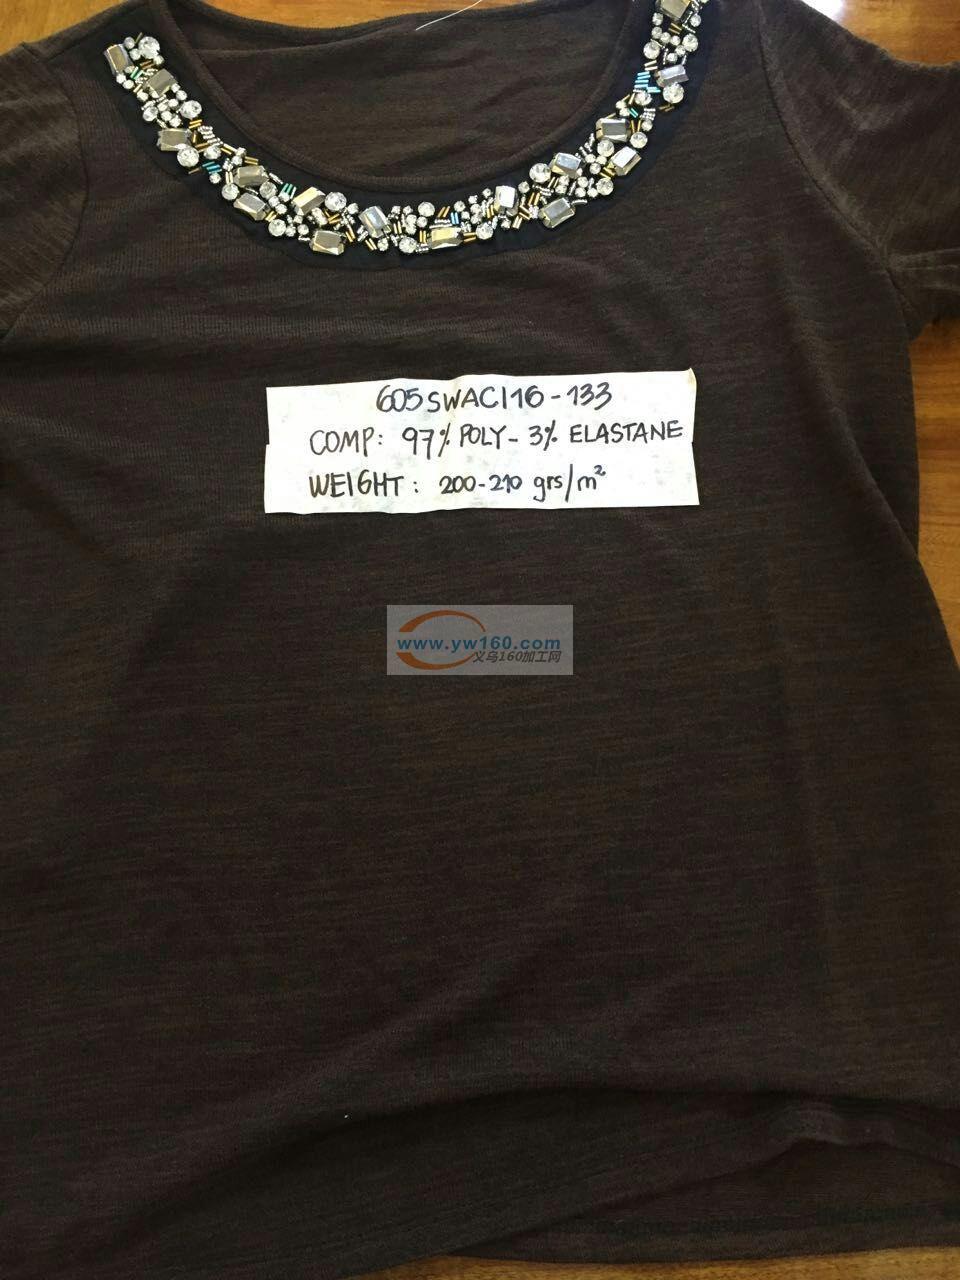 605SWACI16-133
COMP: 97% POLY- 3% ELASTANE
WEIGHT: 200-210 grs/m²
www.yw160.com
义乌160加工网